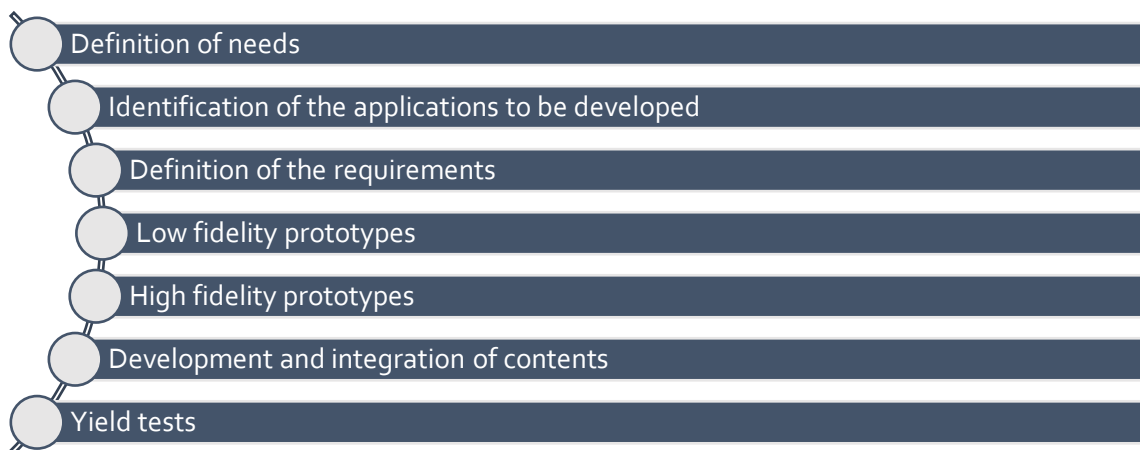 Definition of needs
Identification of the applications to be developed
Definition of the requirements
Low fidelity prototypes
High fidelity prototypes
Development and integration of contents
Yield tests